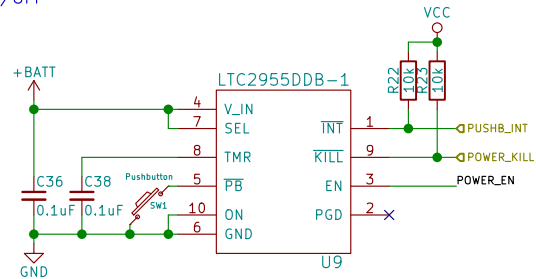 /OFF
VCC
+BATT
LTC2955DDB-1
R22
10k
R23
10k
4 V_IN
7 SEL
8 TMR
5 PB
10 ON
6 GND
INT 1
KILL 9
EN 3
PGD 2
PUSHB_INT
POWER_KILL
POWER_EN
C36
0.1uF
C38
0.1uF
Pushbutton
SW1
GND
U9